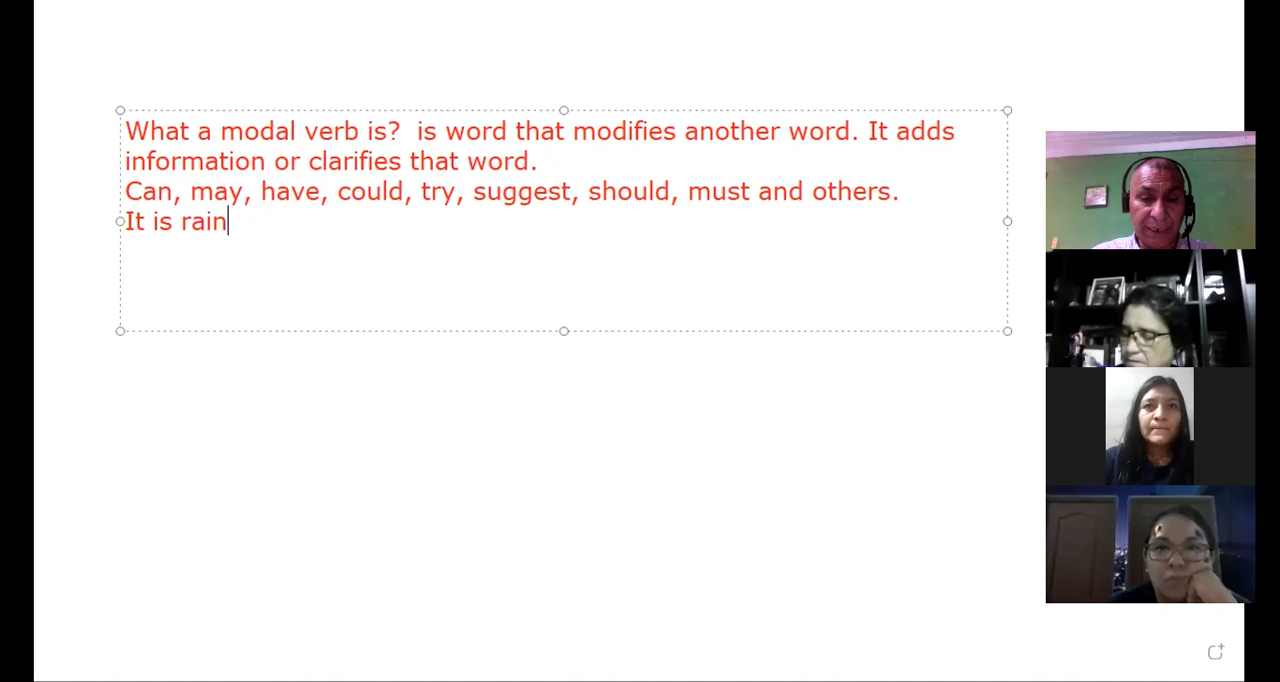 What a modal verb is?  is word that modifies another word. It adds
information or clarifies that word.
Can, may, have, could, try, suggest, should, must and others.
It is rain